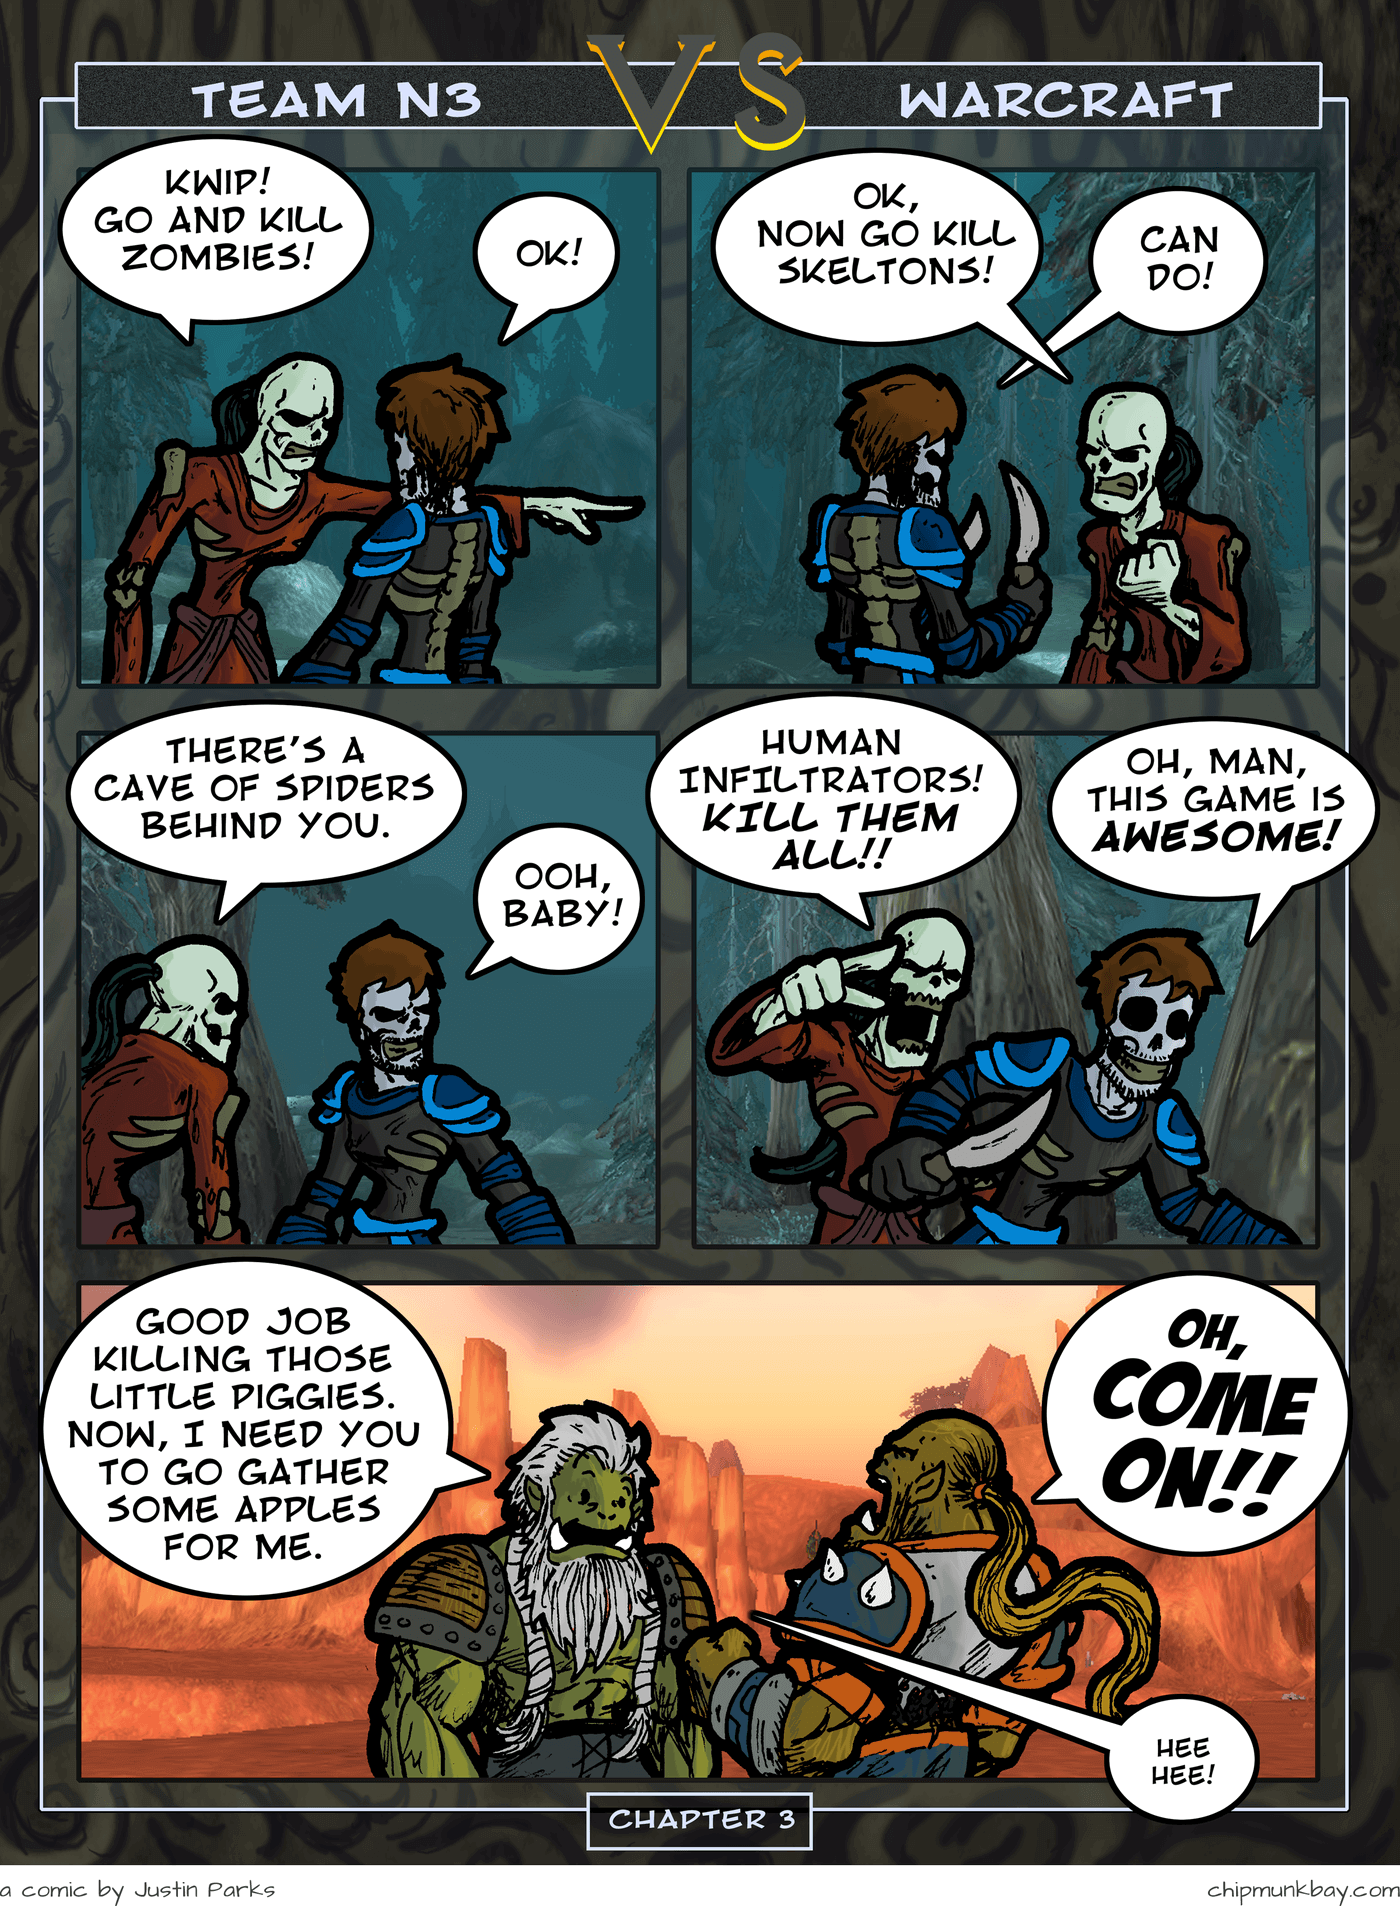 TEAM N3 VS WARCRAFT
KWIP!
GO AND KILL
ZOMBIES!
OK!
OK,
NOW GO KILL
SKELTONS!
CAN
DO!
THERE'S A
CAVE OF SPIDERS
BEHIND YOU.
OOH,
BABY!
HUMAN
INFILTRATORS!
KILL THEM
ALL!!
OH, MAN,
THIS GAME IS
AWESOME!
GOOD JOB
KILLING THOSE
LITTLE PIGGIES.
NOW, I NEED YOU
TO GO GATHER
SOME APPLES
FOR ME.
OH,
COME
ON!!
HEE
HEE!
CHAPTER 3
a comic by Justin Parks
chipmunkbay.com